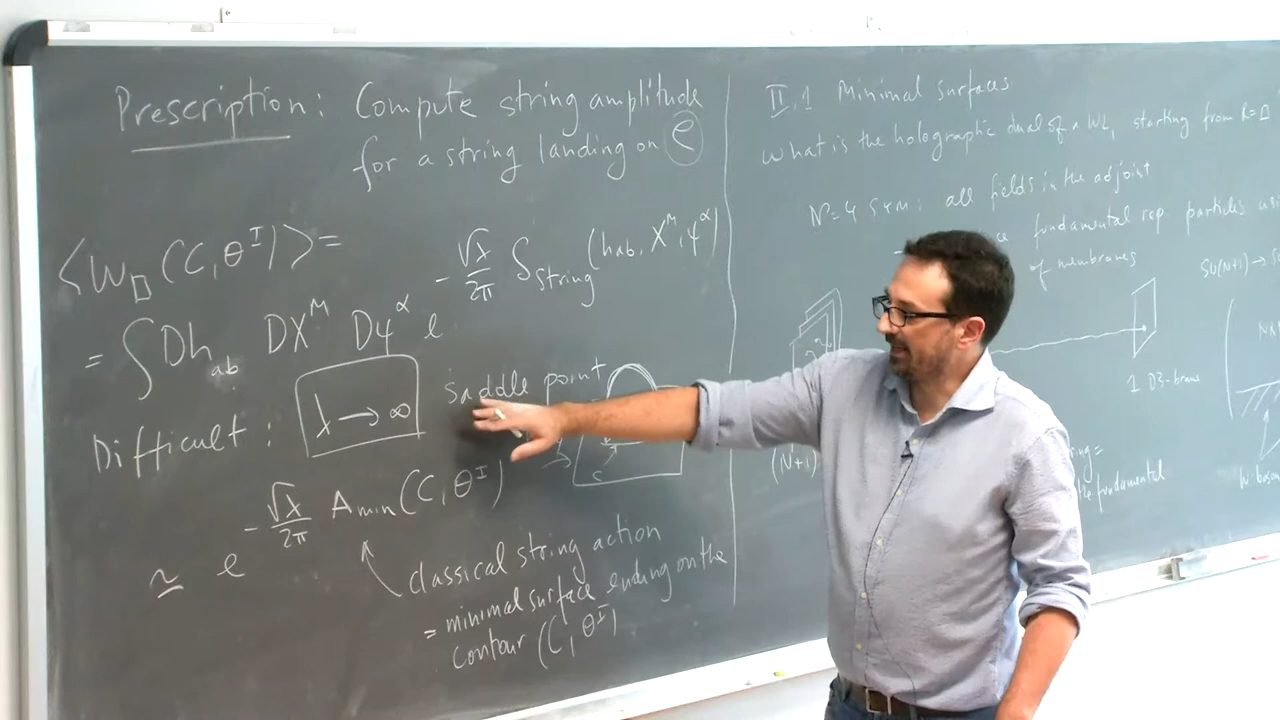 Prescription: Compute string amplitude
for a string landing on C
<W□(C, θ^I)> =
= ∫Dh_ab DX^M Dψ^α e^{-√λ/2π S_string(h_ab, X^M, ψ^α)}
Difficult: λ → ∞ saddle point
≃ e^{-√λ/2π A_min(C, θ^I)}
classical string action
= minimal surface ending on the
contour (C, θ^I)
C
II.1 Minimal surfaces
What is the holographic dual of a WL, starting from R=□
N=4 SYM: all fields in the adjoint
fundamental rep. particles
of membranes
SU(N+1) →
1 D3-brane
(N+1)
the fundamental
W-boson